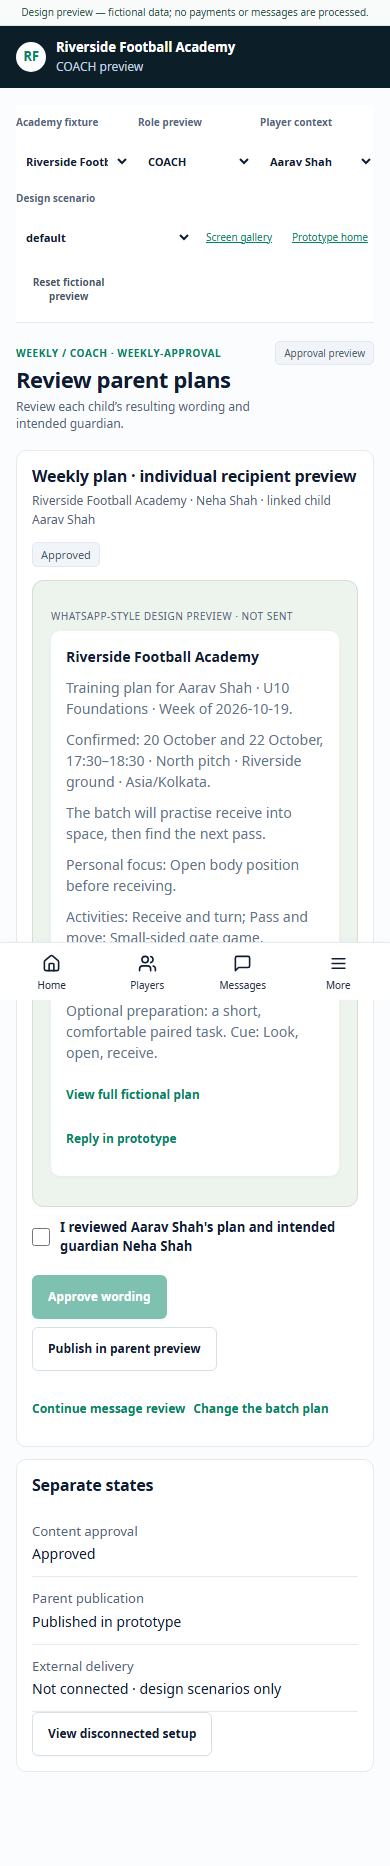 Design preview — fictional data; no payments or messages are processed.
RF
Riverside Football Academy
COACH preview
Academy fixture
Role preview
Player context
Riverside Footb
COACH
Aarav Shah
Design scenario
default
Screen gallery
Prototype home
Reset fictional
preview
WEEKLY / COACH · WEEKLY-APPROVAL
Approval preview
Review parent plans
Review each child's resulting wording and
intended guardian.
Weekly plan · individual recipient preview
Riverside Football Academy · Neha Shah · linked child
Aarav Shah
Approved
WHATSAPP-STYLE DESIGN PREVIEW · NOT SENT
Riverside Football Academy
Training plan for Aarav Shah · U10
Foundations · Week of 2026-10-19.
Confirmed: 20 October and 22 October,
17:30–18:30 · North pitch · Riverside
ground · Asia/Kolkata.
The batch will practise receive into
space, then find the next pass.
Personal focus: Open body position
before receiving.
Activities: Receive and turn; Pass and
move; Small-sided gate game.
Home
Players
Messages
More
Optional preparation: a short,
comfortable paired task. Cue: Look,
open, receive.
View full fictional plan
Reply in prototype
I reviewed Aarav Shah's plan and intended
guardian Neha Shah
Approve wording
Publish in parent preview
Continue message review
Change the batch plan
Separate states
Content approval
Approved
Parent publication
Published in prototype
External delivery
Not connected · design scenarios only
View disconnected setup